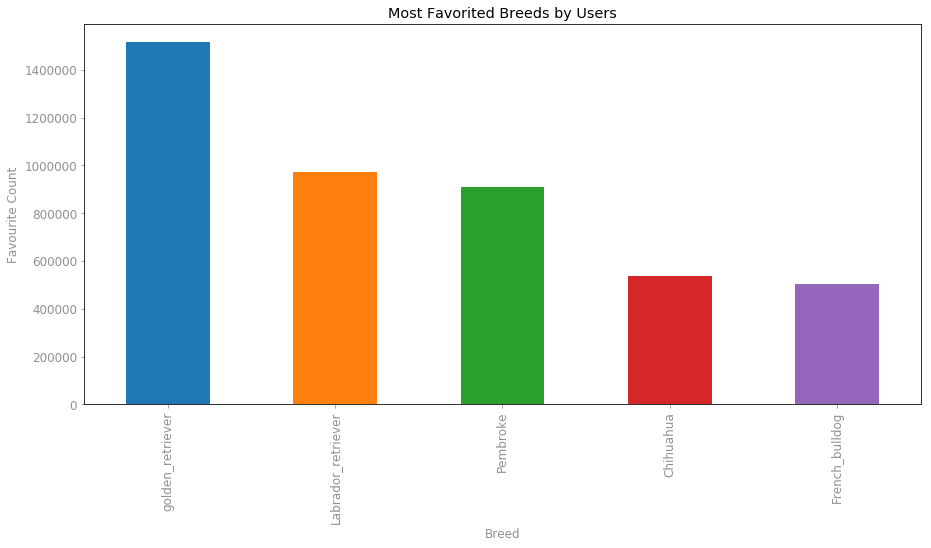 Most Favorited Breeds by Users
Favourite Count
1400000
1200000
1000000
800000
600000
400000
200000
0
golden_retriever
Labrador_retriever
Pembroke
Chihuahua
French_bulldog
Breed